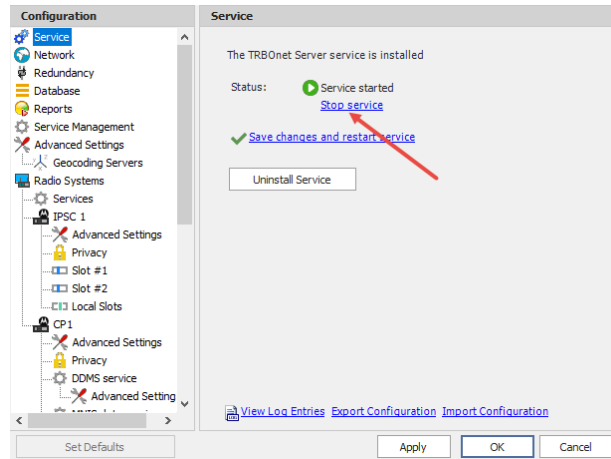 Configuration
Service
Network
Redundancy
Database
Reports
Service Management
Advanced Settings
Geocoding Servers
Radio Systems
Services
IPSC 1
Advanced Settings
Privacy
Slot #1
Slot #2
Local Slots
CP1
Advanced Settings
Privacy
DDMS service
Advanced Setting
Set Defaults
Service
The TRBOnet Server service is installed
Status:
Service started
Stop service
Save changes and restart service
Uninstall Service
View Log Entries Export Configuration Import Configuration
Apply
OK
Cancel